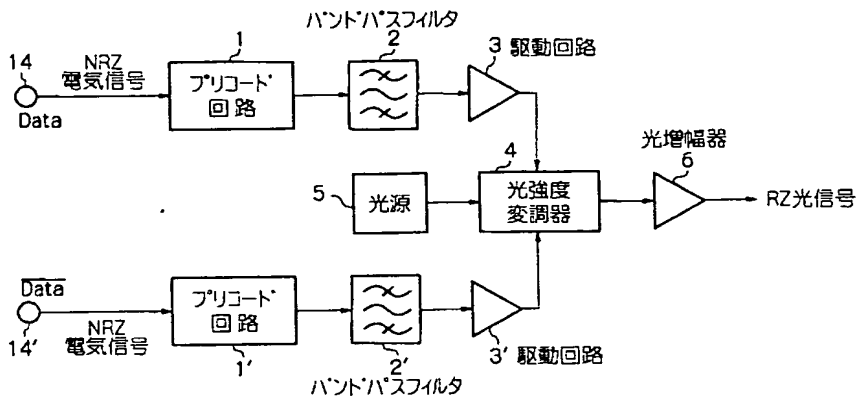 バンドパスフィルタ
1
2
3 駆動回路
14
NRZ
電気信号
プリコード
回路
Data
光増幅器
4
6
5
光源
光強度
変調器
RZ光信号
D̅a̅t̅a̅
14'
NRZ
電気信号
プリコード
回路
1'
2'
3' 駆動回路
バンドパスフィルタ